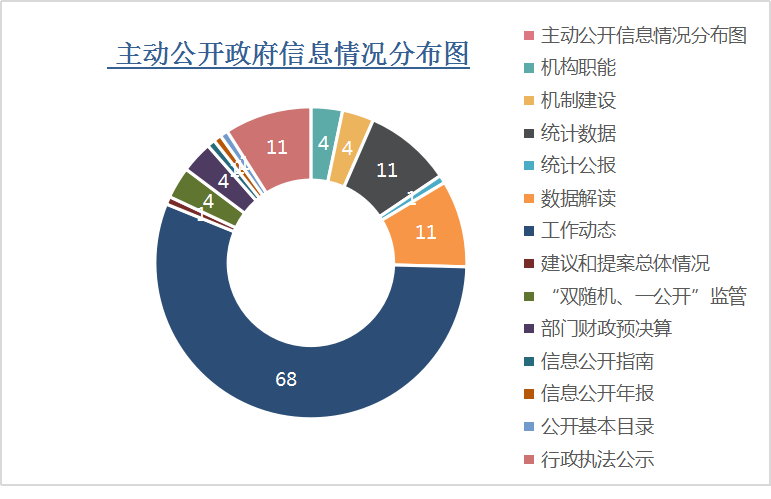 主动公开政府信息情况分布图
4
4
11
1
11
68
1
4
4
1
1
1
11
主动公开信息情况分布图
机构职能
机制建设
统计数据
统计公报
数据解读
工作动态
建议和提案总体情况
“双随机、一公开”监管
部门财政预决算
信息公开指南
信息公开年报
公开基本目录
行政执法公示